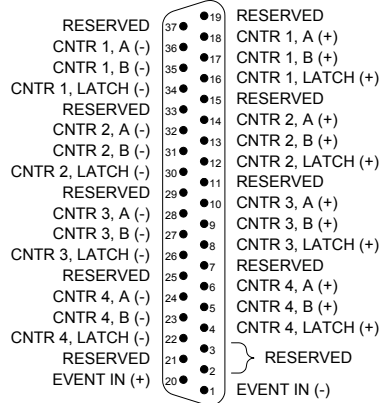 RESERVED 37 19 RESERVED
CNTR 1, A (-) 36 18 CNTR 1, A (+)
CNTR 1, B (-) 35 17 CNTR 1, B (+)
CNTR 1, LATCH (-) 34 16 CNTR 1, LATCH (+)
RESERVED 33 15 RESERVED
CNTR 2, A (-) 32 14 CNTR 2, A (+)
CNTR 2, B (-) 31 13 CNTR 2, B (+)
CNTR 2, LATCH (-) 30 12 CNTR 2, LATCH (+)
RESERVED 29 11 RESERVED
CNTR 3, A (-) 28 10 CNTR 3, A (+)
CNTR 3, B (-) 27 9 CNTR 3, B (+)
CNTR 3, LATCH (-) 26 8 CNTR 3, LATCH (+)
RESERVED 25 7 RESERVED
CNTR 4, A (-) 24 6 CNTR 4, A (+)
CNTR 4, B (-) 23 5 CNTR 4, B (+)
CNTR 4, LATCH (-) 22 4 CNTR 4, LATCH (+)
RESERVED 21 3 RESERVED
EVENT IN (+) 20 2
1 EVENT IN (-)